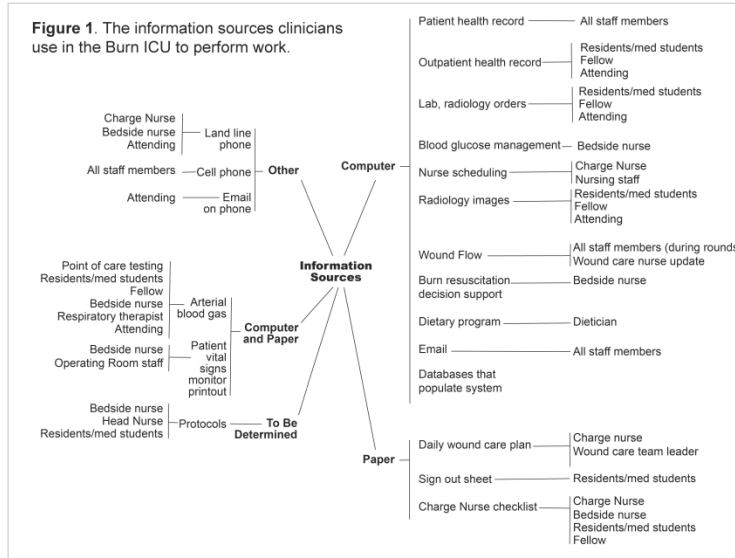 Figure 1. The information sources clinicians
use in the Burn ICU to perform work.
Charge Nurse
Bedside nurse
Attending
Land line
phone
All staff members
Cell phone
Other
Attending
Email
on phone
Point of care testing
Residents/med students
Fellow
Bedside nurse
Respiratory therapist
Attending
Arterial
blood gas
Computer
and Paper
Bedside nurse
Operating Room staff
Patient
vital
signs
monitor
printout
Bedside nurse
Head Nurse
Residents/med students
Protocols
To Be
Determined
Information
Sources
Computer
Patient health record
All staff members
Outpatient health record
Residents/med students
Fellow
Attending
Lab, radiology orders
Residents/med students
Fellow
Attending
Blood glucose management
Bedside nurse
Nurse scheduling
Charge Nurse
Nursing staff
Radiology images
Residents/med students
Fellow
Attending
Wound Flow
All staff members (during rounds
Wound care nurse update
Burn resuscitation
decision support
Bedside nurse
Dietary program
Dietician
Email
All staff members
Databases that
populate system
Paper
Daily wound care plan
Charge nurse
Wound care team leader
Sign out sheet
Residents/med students
Charge Nurse checklist
Charge Nurse
Bedside nurse
Residents/med students
Fellow